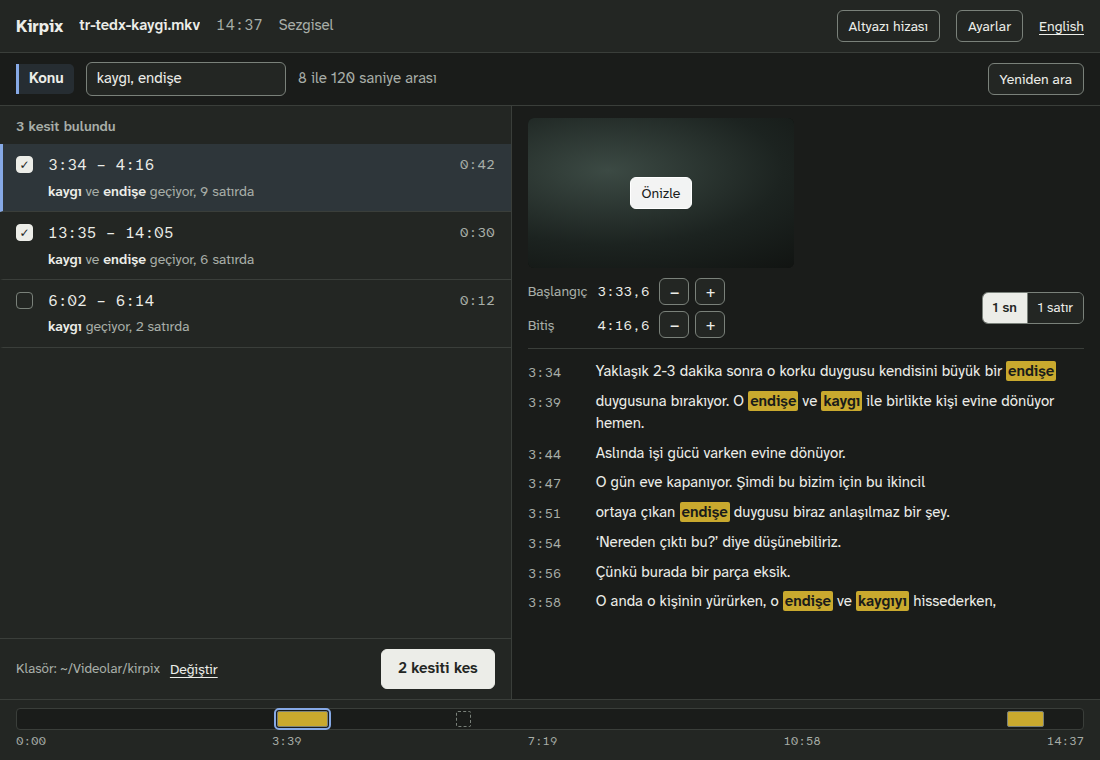 Kirpix tr-tedx-kaygi.mkv 14:37 Sezgisel Altyazı hizası Ayarlar English
Konu kaygı, endişe 8 ile 120 saniye arası Yeniden ara
3 kesit bulundu
3:34 – 4:16 0:42
kaygı ve endişe geçiyor, 9 satırda
13:35 – 14:05 0:30
kaygı ve endişe geçiyor, 6 satırda
6:02 – 6:14 0:12
kaygı geçiyor, 2 satırda
Klasör: ~/Videolar/kirpix Değiştir 2 kesiti kes
Önizle
Başlangıç 3:33,6 − +
Bitiş 4:16,6 − +
1 sn 1 satır
3:34 Yaklaşık 2-3 dakika sonra o korku duygusu kendisini büyük bir endişe
3:39 duygusuna bırakıyor. O endişe ve kaygı ile birlikte kişi evine dönüyor
hemen.
3:44 Aslında işi gücü varken evine dönüyor.
3:47 O gün eve kapanıyor. Şimdi bu bizim için bu ikincil
3:51 ortaya çıkan endişe duygusu biraz anlaşılmaz bir şey.
3:54 ‘Nereden çıktı bu?’ diye düşünebiliriz.
3:56 Çünkü burada bir parça eksik.
3:58 O anda o kişinin yürürken, o endişe ve kaygıyı hissederken,
0:00 3:39 7:19 10:58 14:37